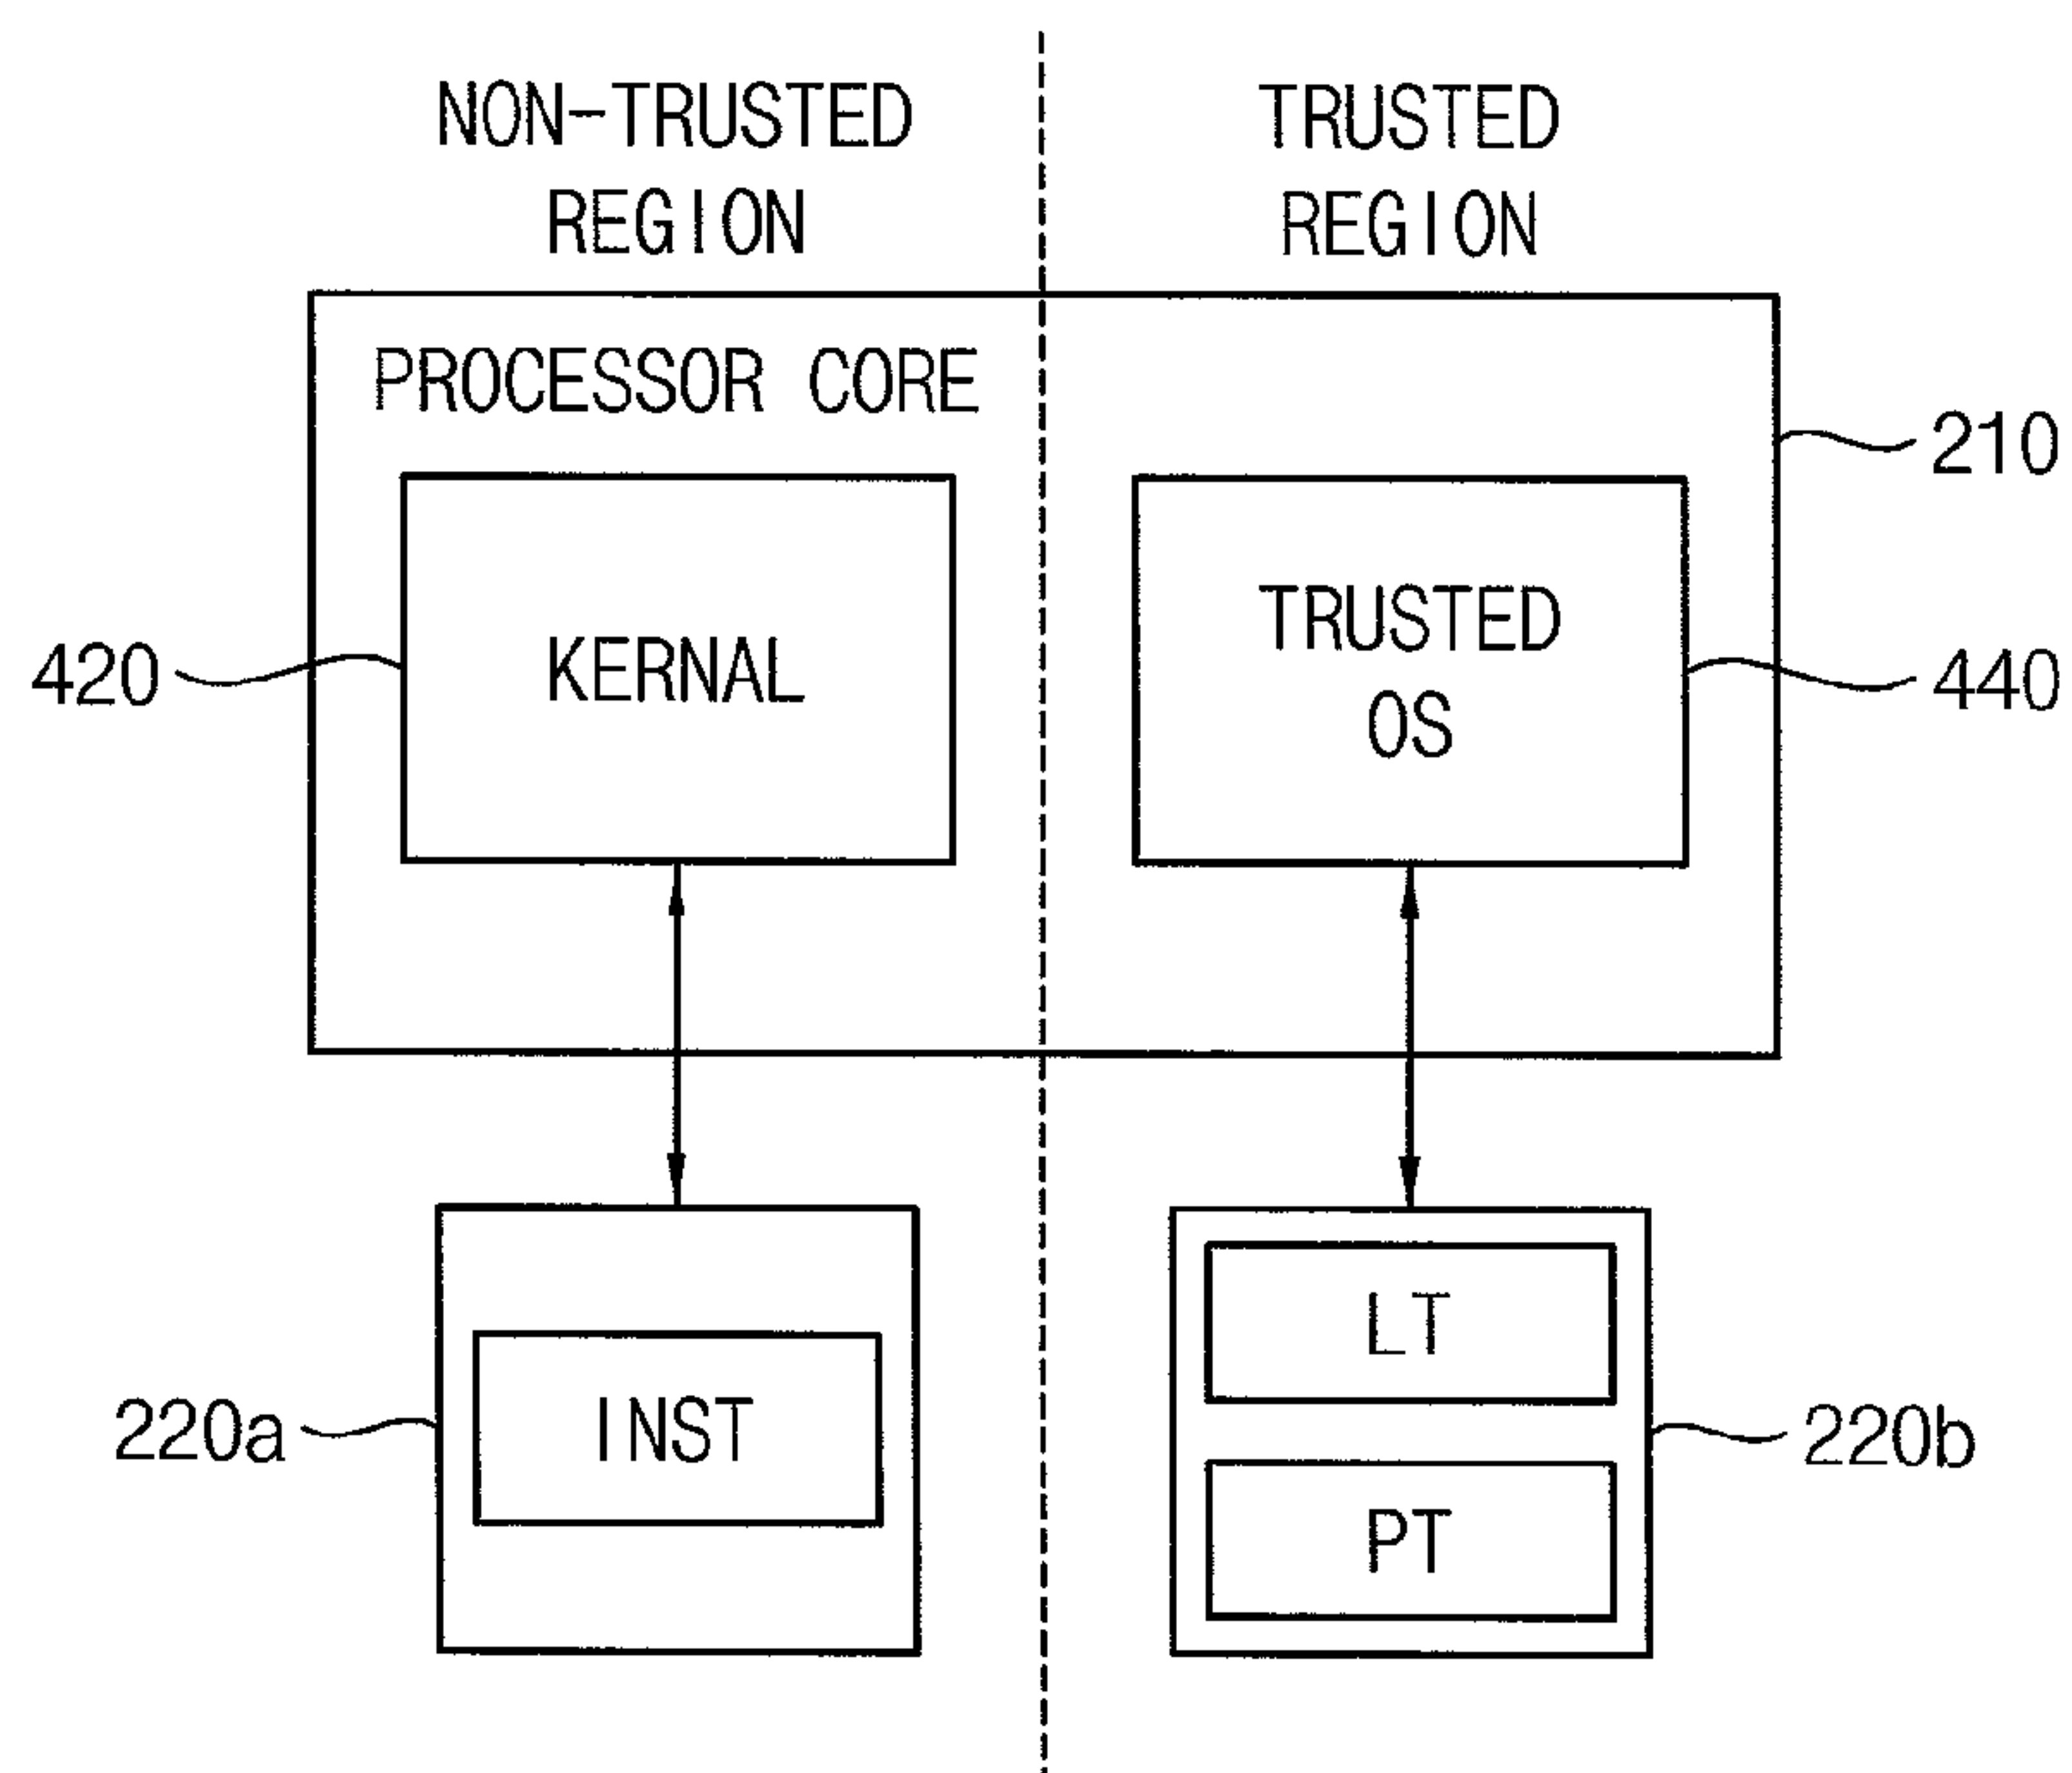 NON-TRUSTED
REGION
TRUSTED
REGION
PROCESSOR CORE
210
KERNAL
420
TRUSTED
OS
440
INST
220a
LT
PT
220b